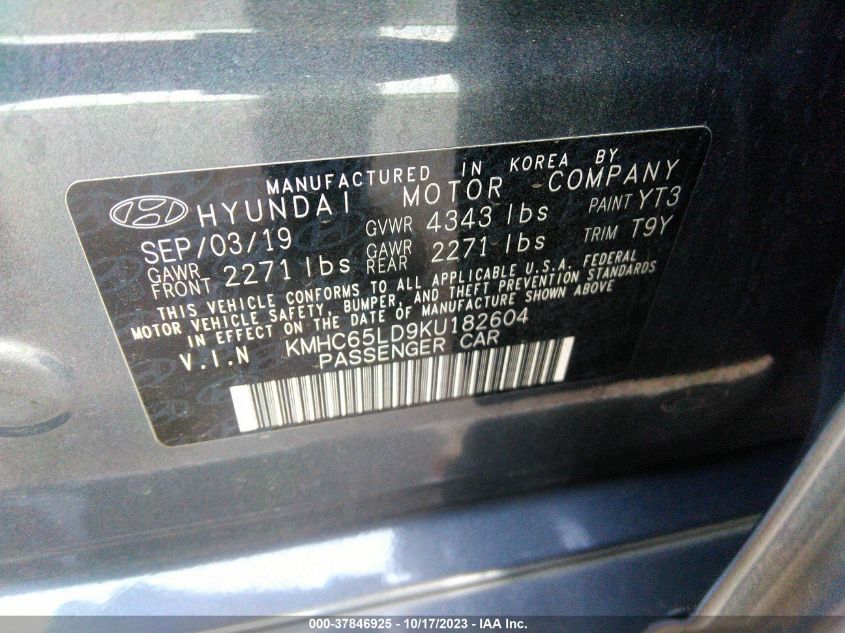 MANUFACTURED IN KOREA BY
HYUNDAI MOTOR COMPANY
SEP/03/19 GVWR 4343 lbs PAINT YT3
GAWR FRONT 2271 lbs GAWR REAR 2271 lbs TRIM T9Y
THIS VEHICLE CONFORMS TO ALL APPLICABLE U.S.A. FEDERAL
MOTOR VEHICLE SAFETY, BUMPER, AND THEFT PREVENTION STANDARDS
IN EFFECT ON THE DATE OF MANUFACTURE SHOWN ABOVE
V.I.N KMHC65LD9KU182604
PASSENGER CAR
000-37846925 - 10/17/2023 - IAA Inc.